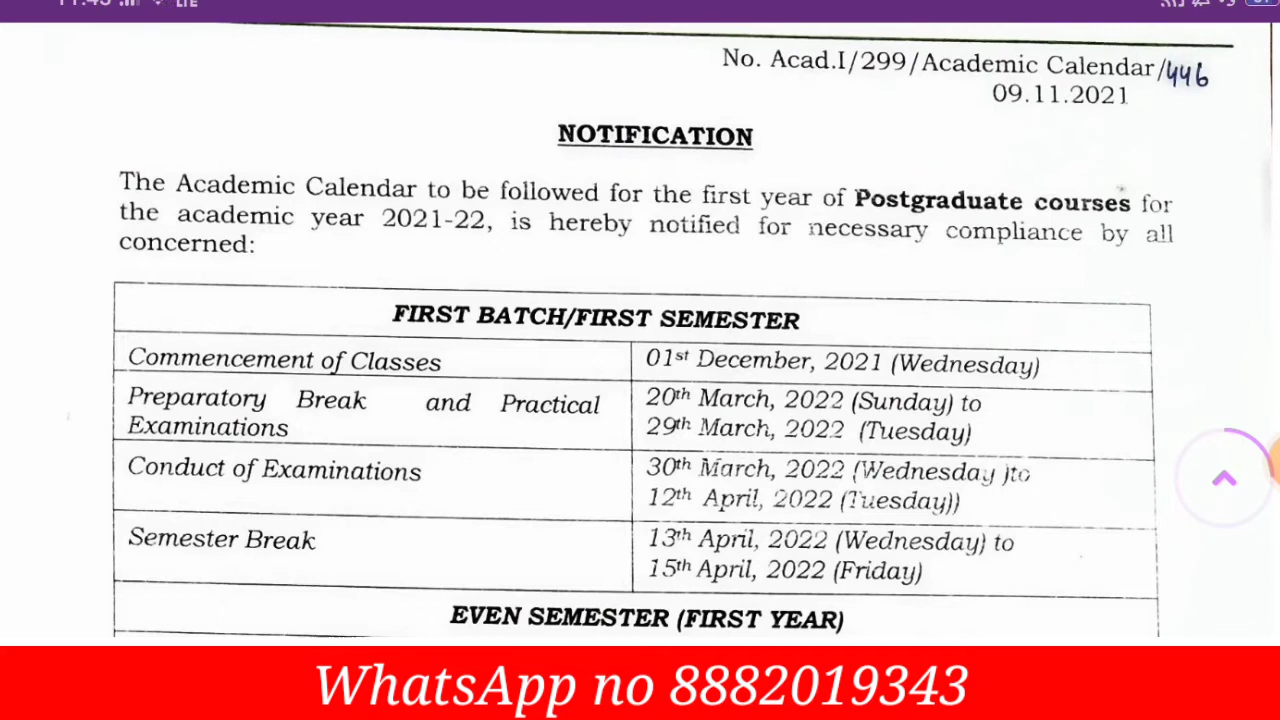 No. Acad.I/299/Academic Calendar/446
09.11.2021
NOTIFICATION
The Academic Calendar to be followed for the first year of Postgraduate courses for
the academic year 2021-22, is hereby notified for necessary compliance by all
concerned:
FIRST BATCH/FIRST SEMESTER
Commencement of Classes 01st December, 2021 (Wednesday)
Preparatory Break and Practical 20th March, 2022 (Sunday) to
Examinations 29th March, 2022 (Tuesday)
Conduct of Examinations 30th March, 2022 (Wednesday )to
12th April, 2022 (Tuesday))
Semester Break 13th April, 2022 (Wednesday) to
15th April, 2022 (Friday)
EVEN SEMESTER (FIRST YEAR)
WhatsApp no 8882019343